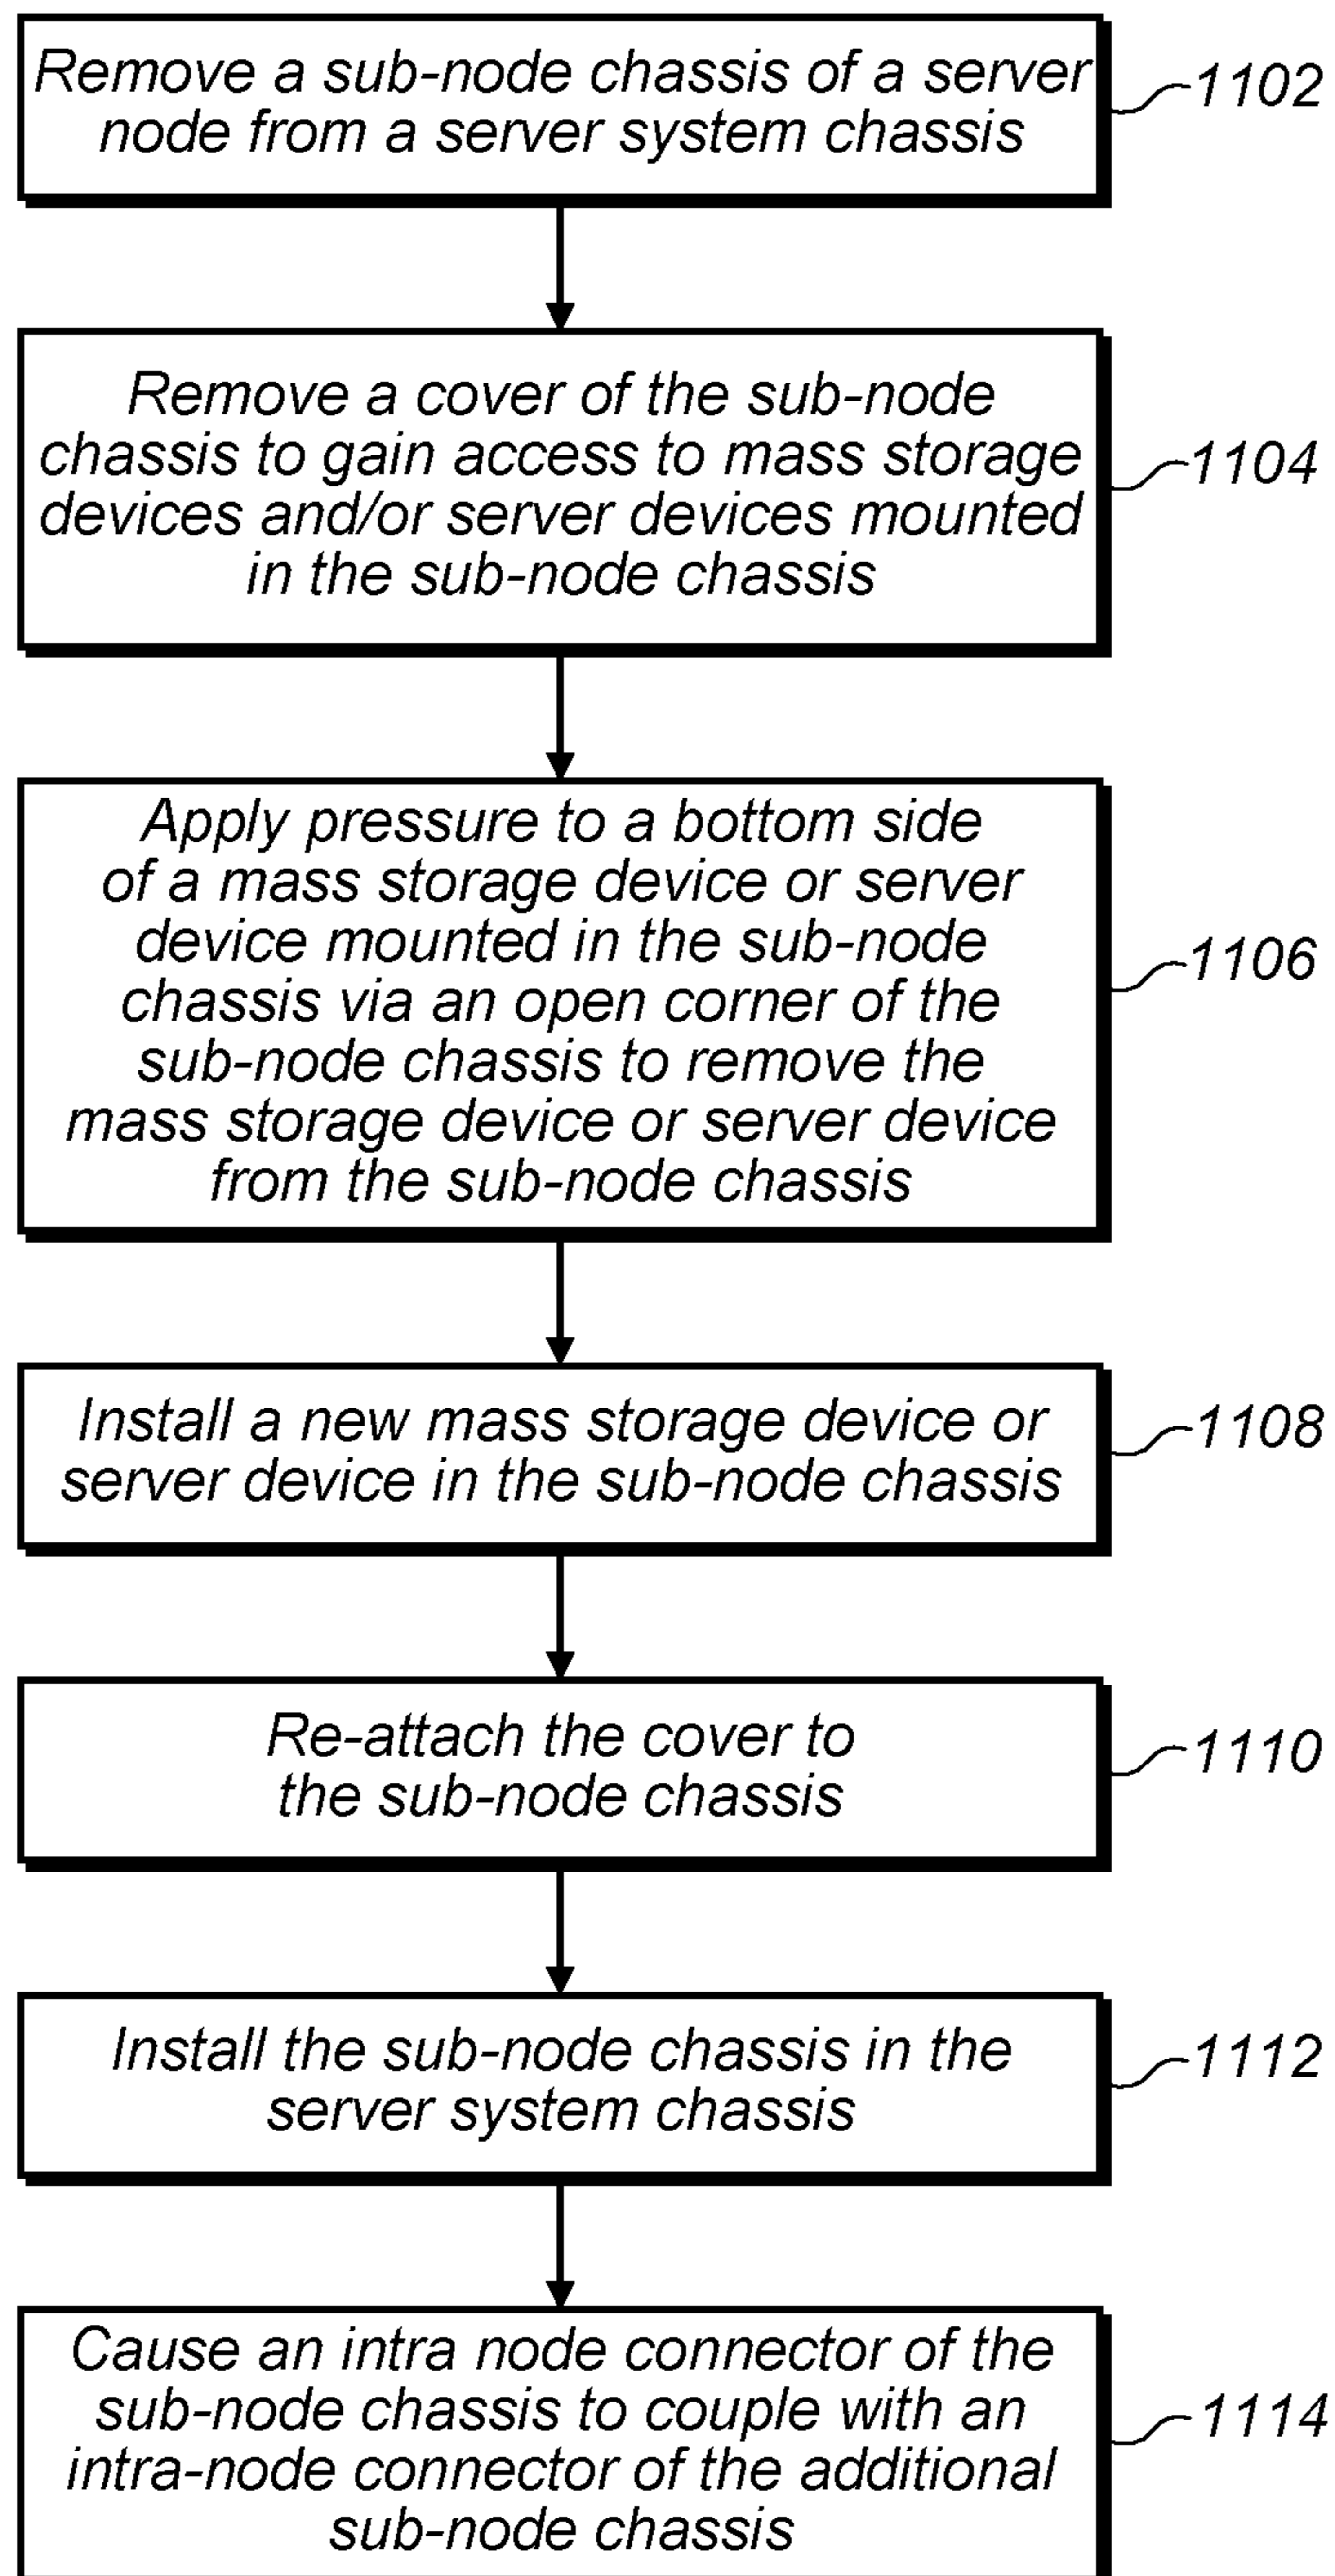 Remove a sub-node chassis of a server
node from a server system chassis
1102
Remove a cover of the sub-node
chassis to gain access to mass storage
devices and/or server devices mounted
in the sub-node chassis
1104
Apply pressure to a bottom side
of a mass storage device or server
device mounted in the sub-node
chassis via an open corner of the
sub-node chassis to remove the
mass storage device or server device
from the sub-node chassis
1106
Install a new mass storage device or
server device in the sub-node chassis
1108
Re-attach the cover to
the sub-node chassis
1110
Install the sub-node chassis in the
server system chassis
1112
Cause an intra node connector of the
sub-node chassis to couple with an
intra-node connector of the additional
sub-node chassis
1114